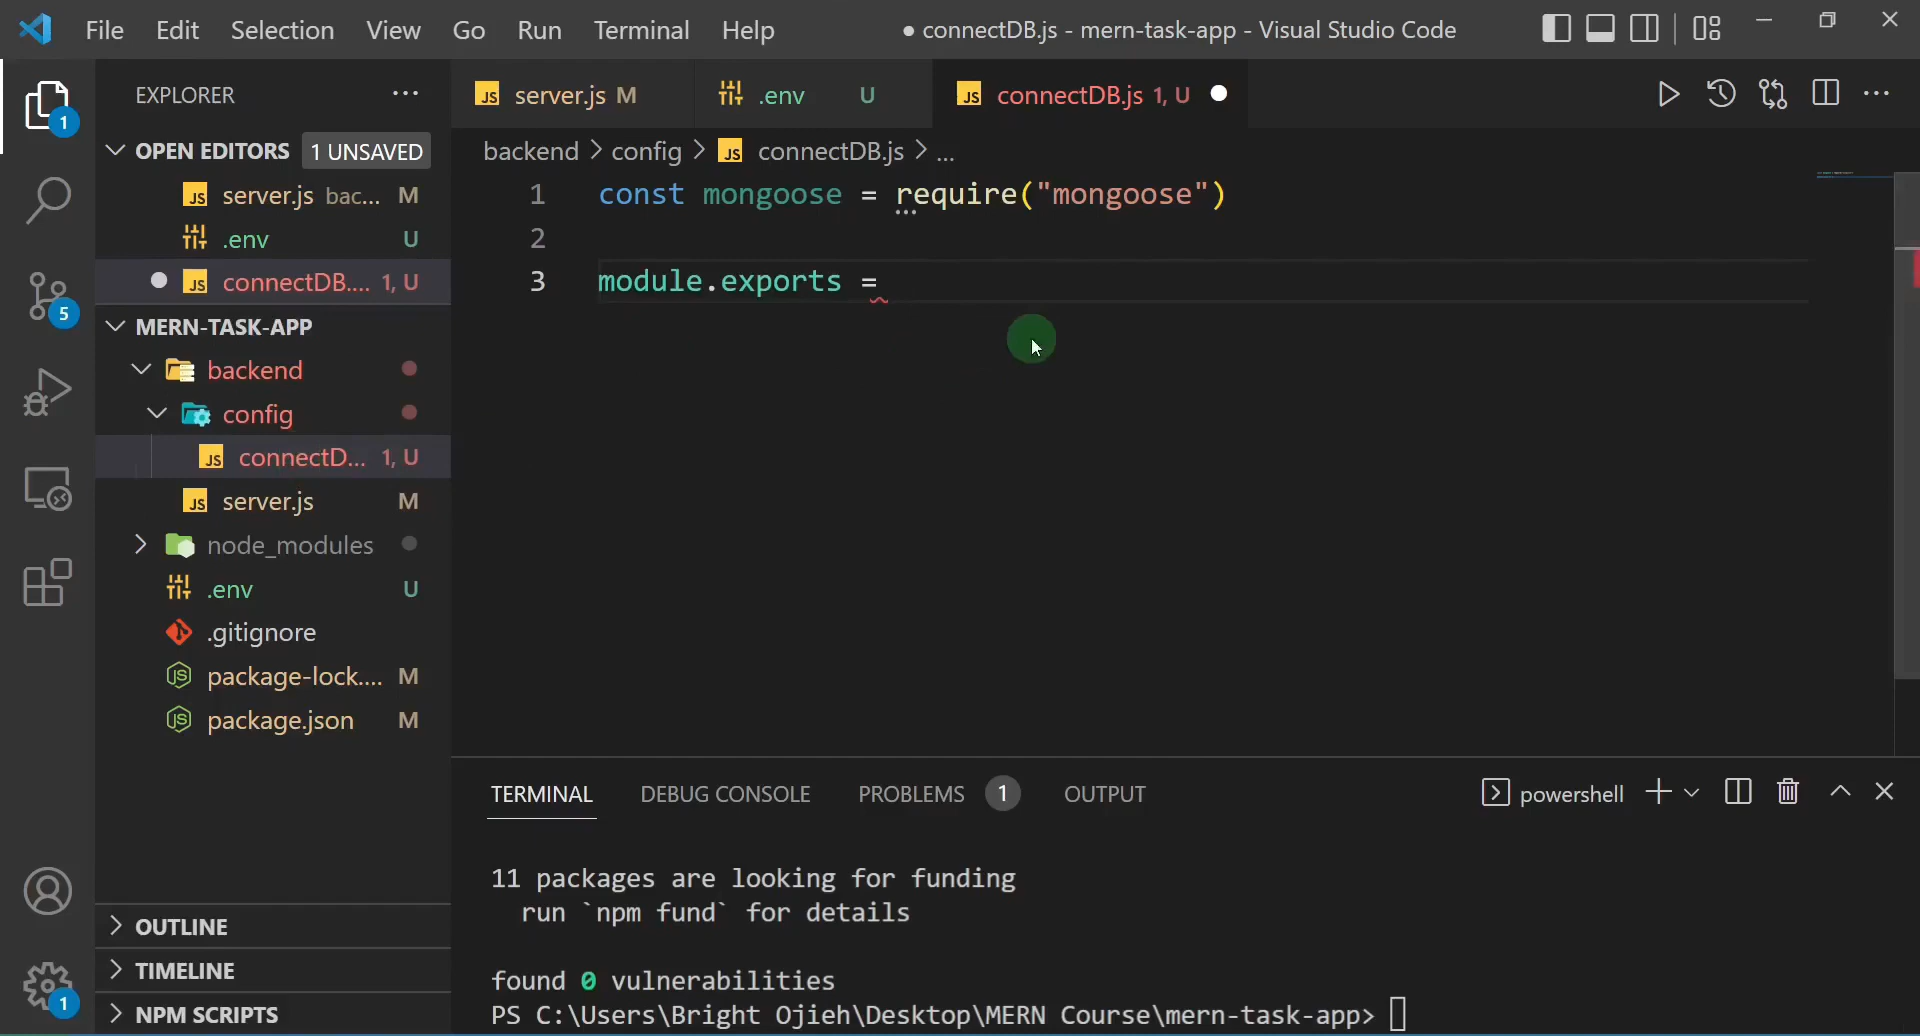 File Edit Selection View Go Run Terminal Help
● connectDB.js - mern-task-app - Visual Studio Code
EXPLORER
OPEN EDITORS 1 UNSAVED
server.js bac... M
.env U
connectDB.... 1, U
MERN-TASK-APP
backend
config
connectD... 1, U
server.js M
node_modules
.env U
.gitignore
package-lock.... M
package.json M
OUTLINE
TIMELINE
NPM SCRIPTS
1
5
1
server.js M
.env U
connectDB.js 1, U
backend > config > JS connectDB.js > ...
1 const mongoose = require("mongoose")
2
3 module.exports =
TERMINAL DEBUG CONSOLE PROBLEMS 1 OUTPUT
powershell
11 packages are looking for funding
run `npm fund` for details
found 0 vulnerabilities
PS C:\Users\Bright Ojieh\Desktop\MERN Course\mern-task-app>